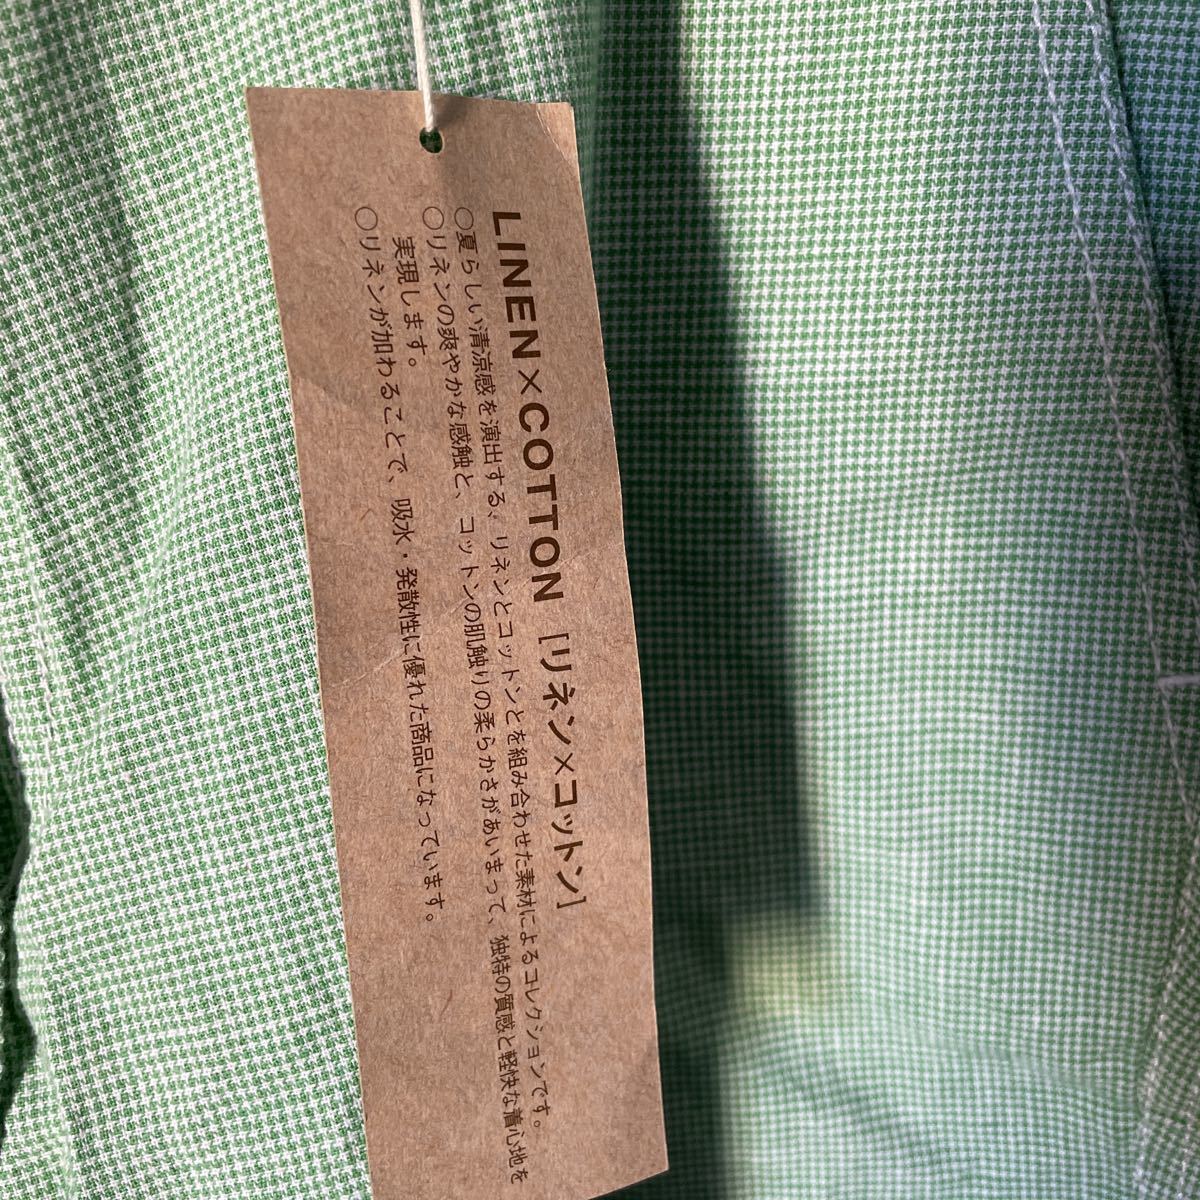 LINEN×COTTON［リネン×コットン］
○夏らしい清涼感を演出する、リネンとコットンとを組み合わせた素材によるコレクションです。
○リネンの爽やかな感触と、コットンの肌触りの柔らかさがあいまって、独特の質感と軽快な着心地を
実現します。
○リネンが加わることで、吸水・発散性に優れた商品になっています。